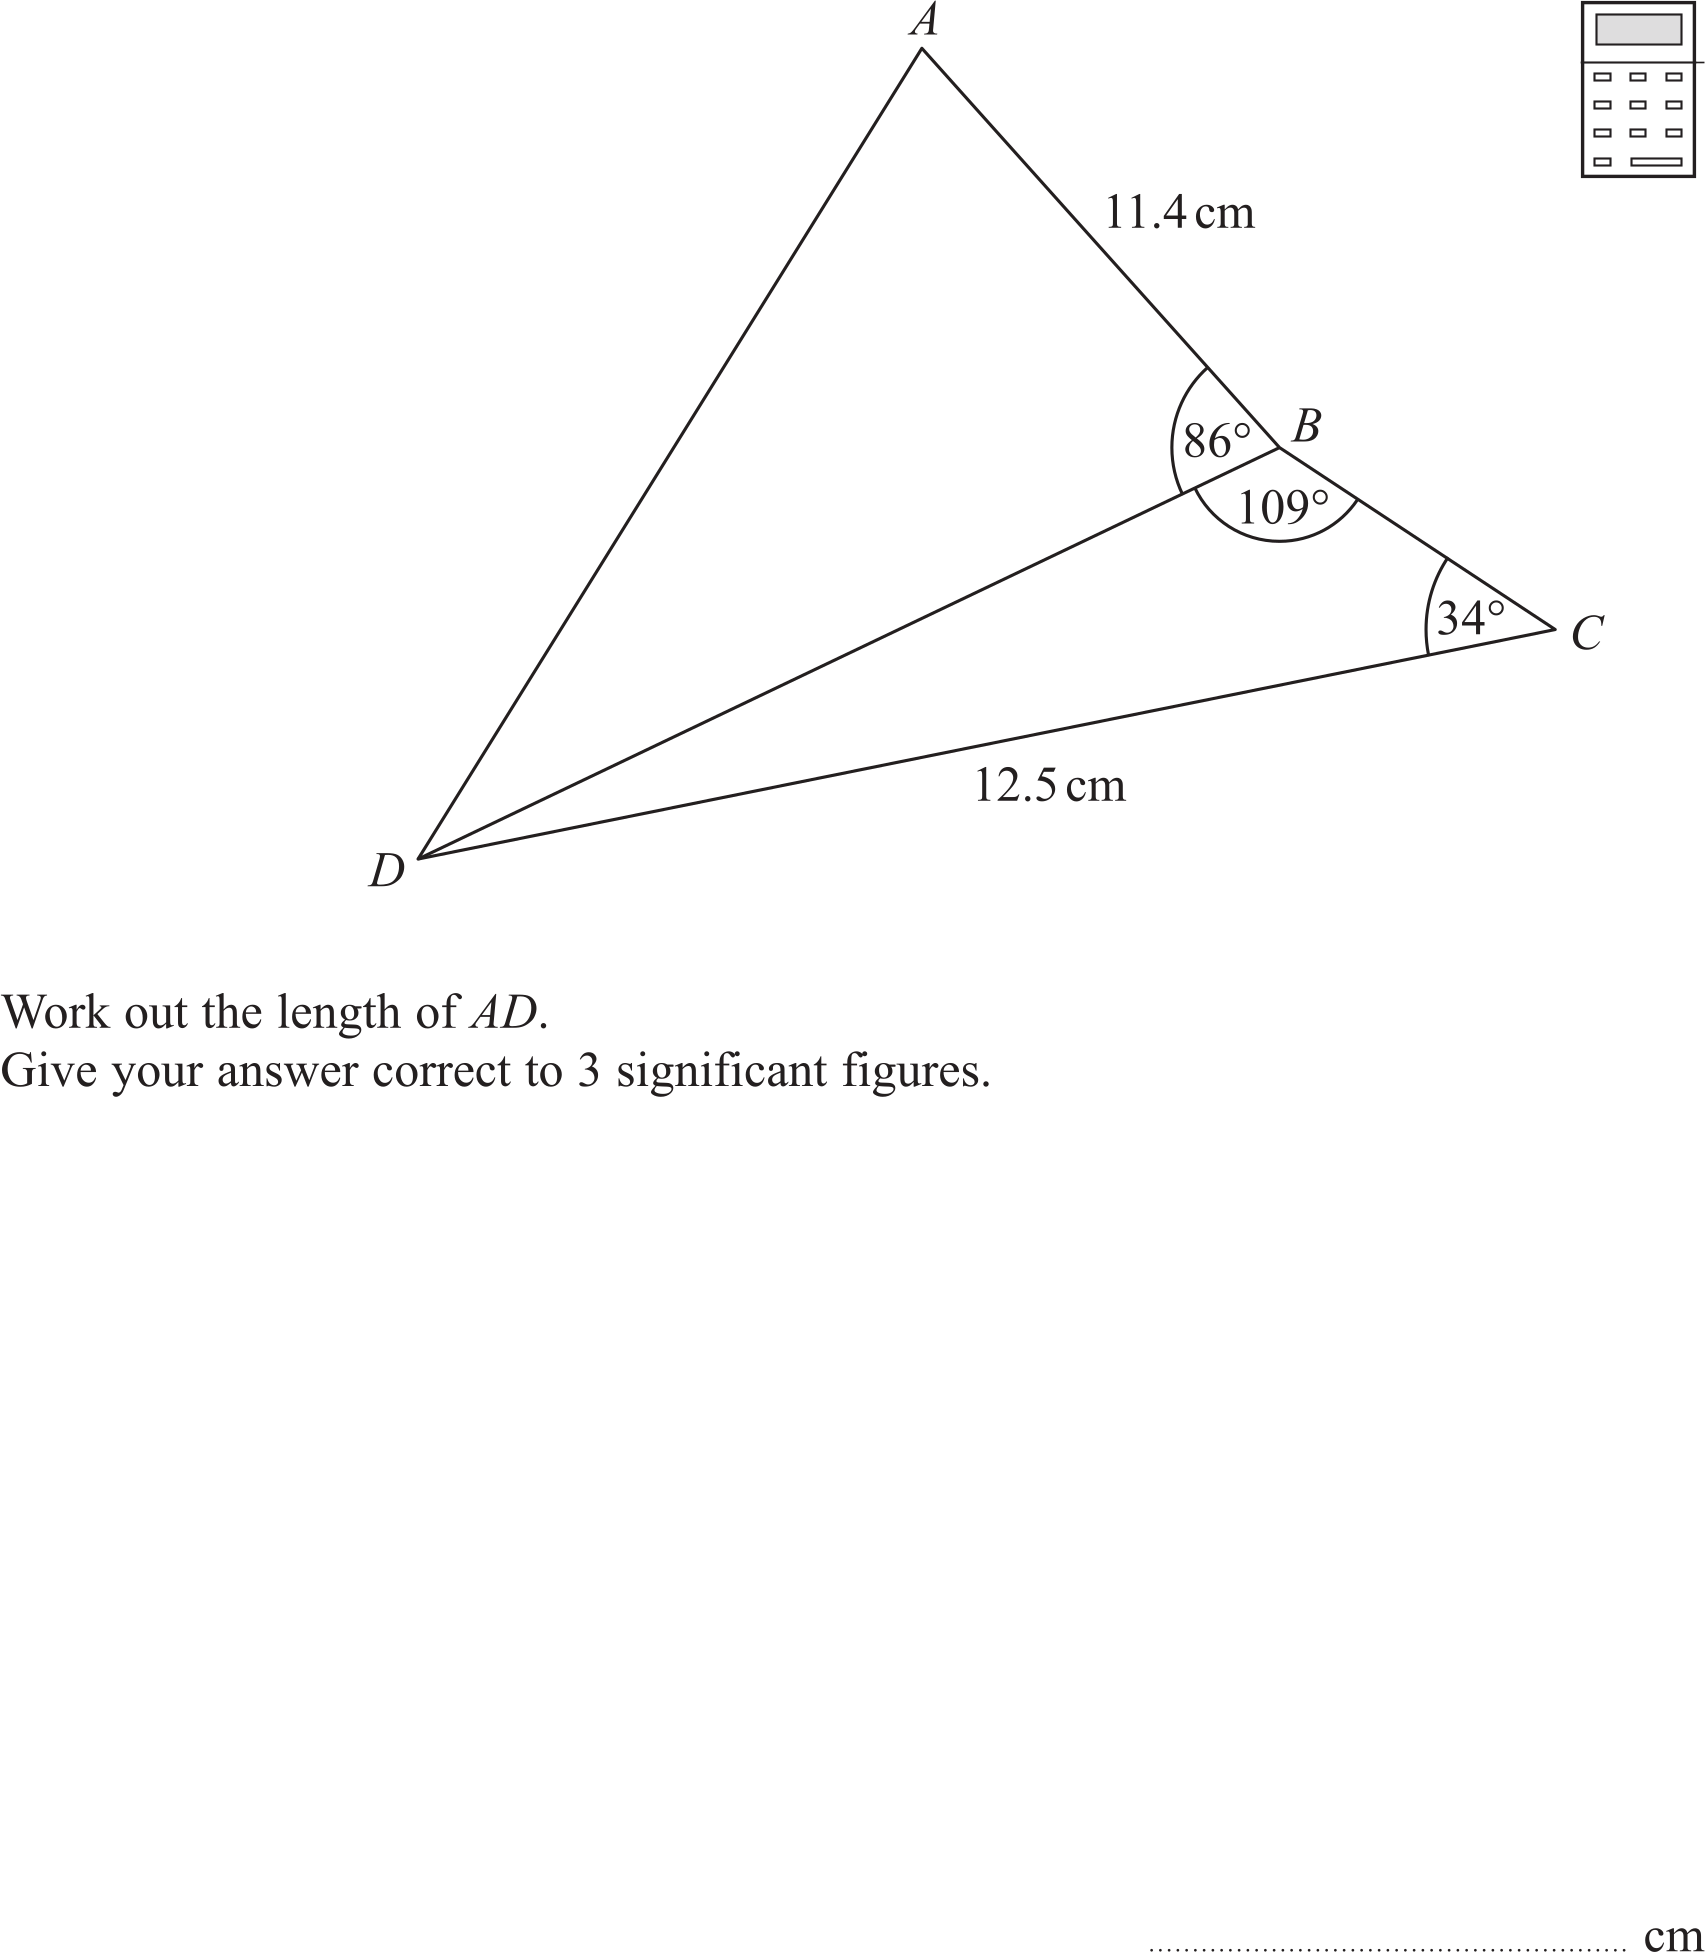 A
11.4 cm
B
86°
109°
34°
C
12.5 cm
D
Work out the length of AD.
Give your answer correct to 3 significant figures.
........................................................ cm